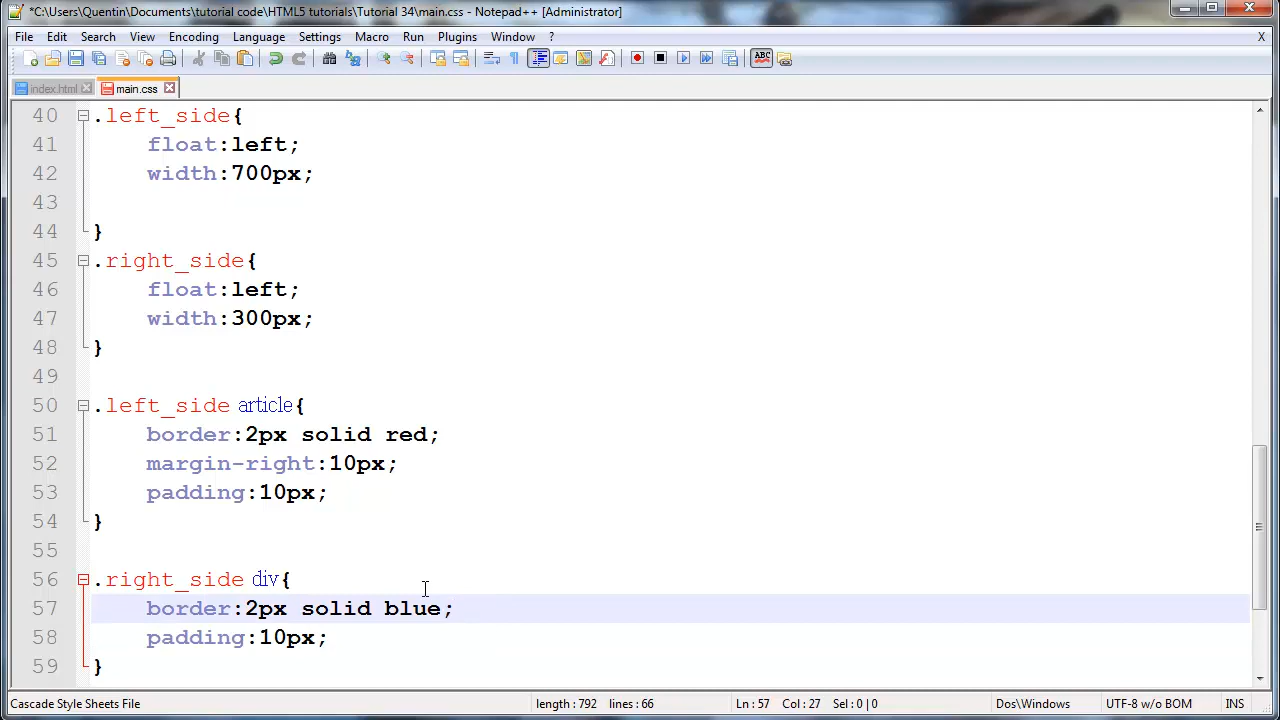 *C:\Users\Quentin\Documents\tutorial code\HTML5 tutorials\Tutorial 34\main.css - Notepad++ [Administrator]
File Edit Search View Encoding Language Settings Macro Run Plugins Window ? X
index.html main.css
40 .left_side{
41 float:left;
42 width:700px;
43
44 }
45 .right_side{
46 float:left;
47 width:300px;
48 }
49
50 .left_side article{
51 border:2px solid red;
52 margin-right:10px;
53 padding:10px;
54 }
55
56 .right_side div{
57 border:2px solid blue;
58 padding:10px;
59 }
Cascade Style Sheets File length : 792 lines : 66 Ln : 57 Col : 27 Sel : 0 | 0 Dos\Windows UTF-8 w/o BOM INS